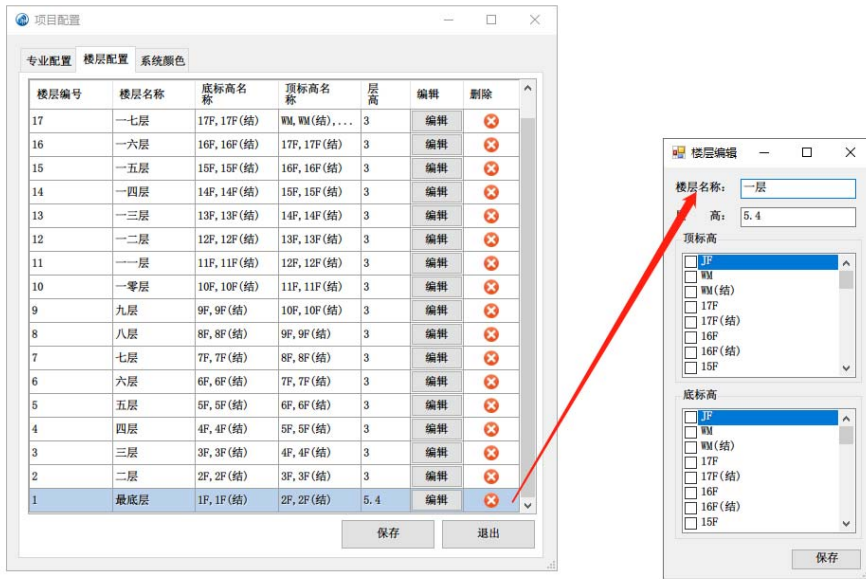 项目配置
专业配置 楼层配置 系统颜色
楼层编号 楼层名称 底标高名称 顶标高名称 层高 编辑 删除
17 一七层 17F,17F(结) WM,WM(结),... 3 编辑
16 一六层 16F,16F(结) 17F,17F(结) 3 编辑
15 一五层 15F,15F(结) 16F,16F(结) 3 编辑
14 一四层 14F,14F(结) 15F,15F(结) 3 编辑
13 一三层 13F,13F(结) 14F,14F(结) 3 编辑
12 一二层 12F,12F(结) 13F,13F(结) 3 编辑
11 一一层 11F,11F(结) 12F,12F(结) 3 编辑
10 一零层 10F,10F(结) 11F,11F(结) 3 编辑
9 九层 9F,9F(结) 10F,10F(结) 3 编辑
8 八层 8F,8F(结) 9F,9F(结) 3 编辑
7 七层 7F,7F(结) 8F,8F(结) 3 编辑
6 六层 6F,6F(结) 7F,7F(结) 3 编辑
5 五层 5F,5F(结) 6F,6F(结) 3 编辑
4 四层 4F,4F(结) 5F,5F(结) 3 编辑
3 三层 3F,3F(结) 4F,4F(结) 3 编辑
2 二层 2F,2F(结) 3F,3F(结) 3 编辑
1 最底层 1F,1F(结) 2F,2F(结) 5.4 编辑
保存 退出
楼层编辑
楼层名称: 一层
高: 5.4
顶标高
JF
WM
WM(结)
17F
17F(结)
16F
16F(结)
15F
底标高
JF
WM
WM(结)
17F
17F(结)
16F
16F(结)
15F
保存